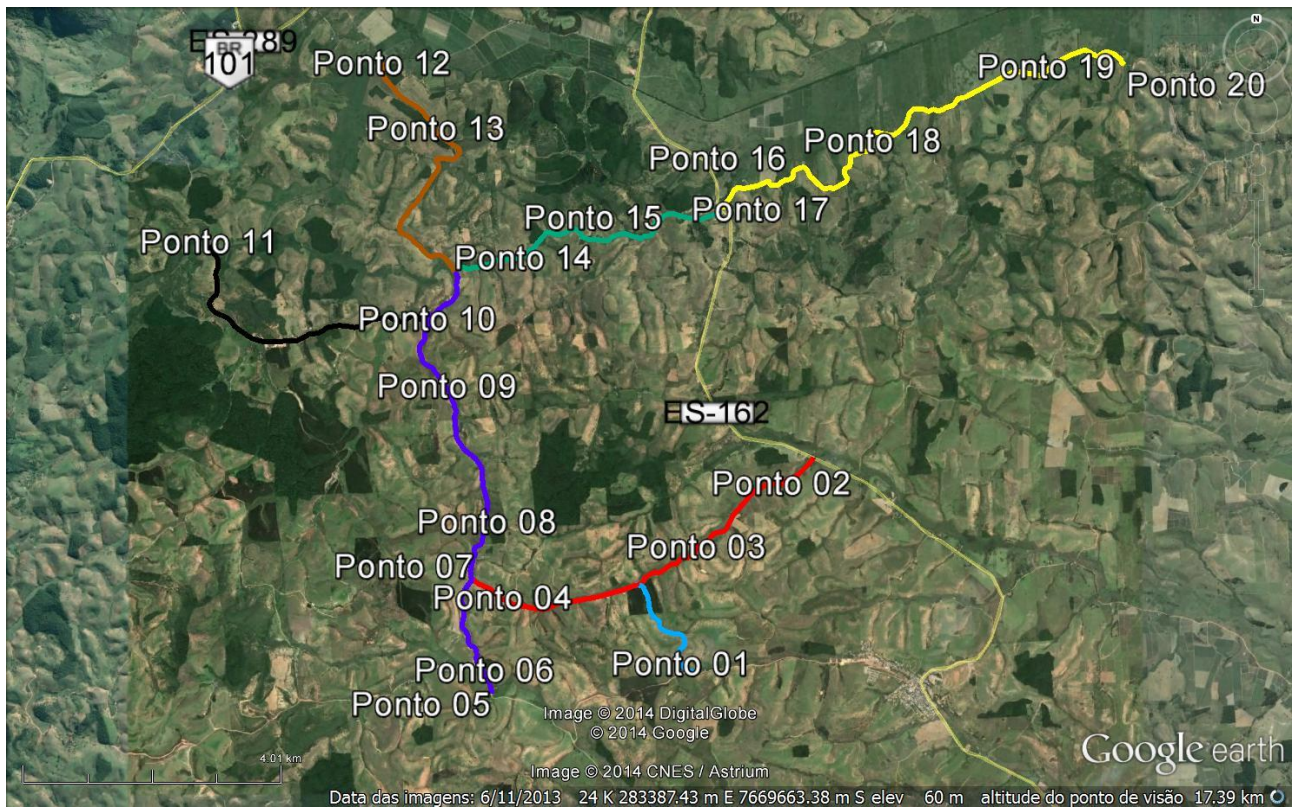 ES-289
BR
101
N
Ponto 12
Ponto 19
Ponto 20
Ponto 13
Ponto 18
Ponto 16
Ponto 17
Ponto 15
Ponto 11
Ponto 14
Ponto 10
Ponto 09
ES-162
Ponto 02
Ponto 08
Ponto 03
Ponto 07
Ponto 04
Ponto 01
Ponto 06
Ponto 05
Image © 2014 DigitalGlobe
© 2014 Google
Google earth
4.01 km
Image © 2014 CNES / Astrium
Data das imagens: 6/11/2013 24 K 283387.43 m E 7669663.38 m S elev 60 m altitude do ponto de visão 17.39 km